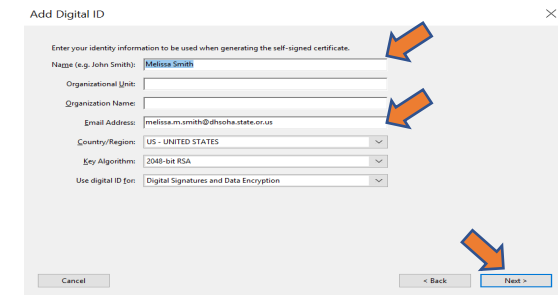 Add Digital ID
Enter your identity information to be used when generating the self-signed certificate.
Name (e.g. John Smith): Melissa Smith
Organizational Unit:
Organization Name:
Email Address: melissa.m.smith@dhsoha.state.or.us
Country/Region: US - UNITED STATES
Key Algorithm: 2048-bit RSA
Use digital ID for: Digital Signatures and Data Encryption
Cancel < Back Next >